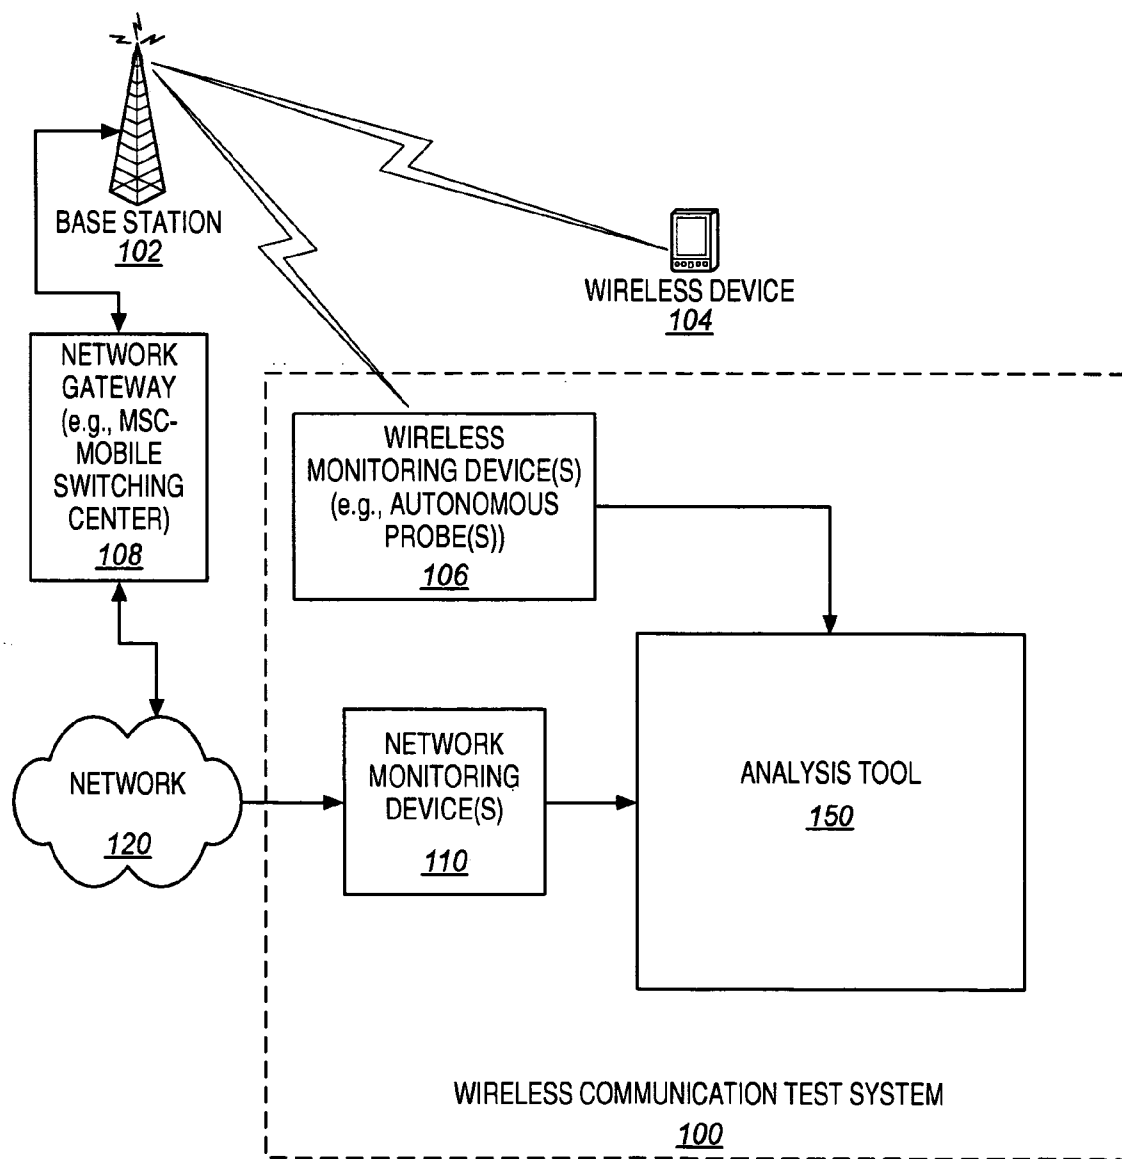 BASE STATION
102
WIRELESS DEVICE
104
NETWORK
GATEWAY
(e.g., MSC-
MOBILE
SWITCHING
CENTER)
108
WIRELESS
MONITORING DEVICE(S)
(e.g., AUTONOMOUS
PROBE(S))
106
NETWORK
120
NETWORK
MONITORING
DEVICE(S)
110
ANALYSIS TOOL
150
WIRELESS COMMUNICATION TEST SYSTEM
100